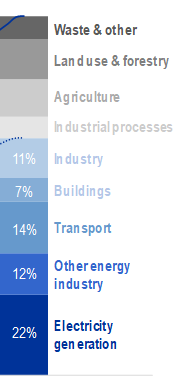 Waste & other
Land use & forestry
Agriculture
Industrial processes
11% Industry
7% Buildings
14% Transport
12% Other energy
industry
22% Electricity
generation